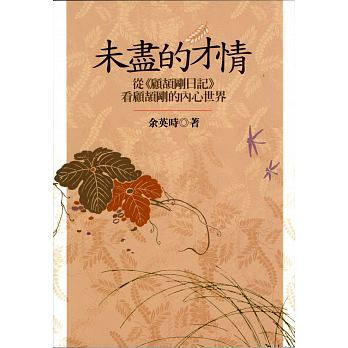 未盡的才情
從《顧頡剛日記》
看顧頡剛的內心世界
余英時◎著